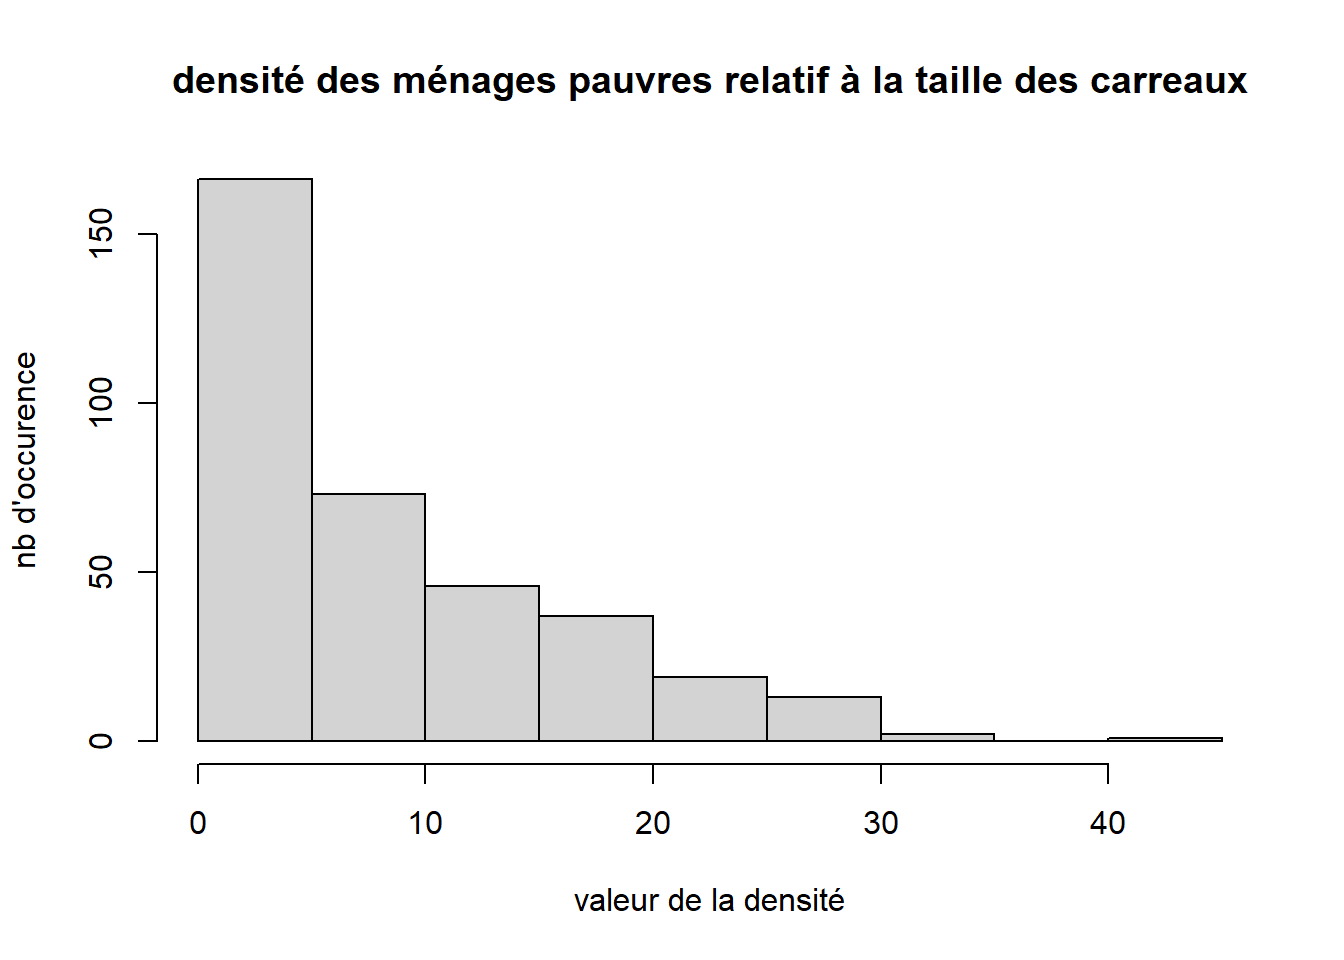 densité des ménages pauvres relatif à la taille des carreaux
nb d'occurence
150
100
50
0
0 10 20 30 40
valeur de la densité